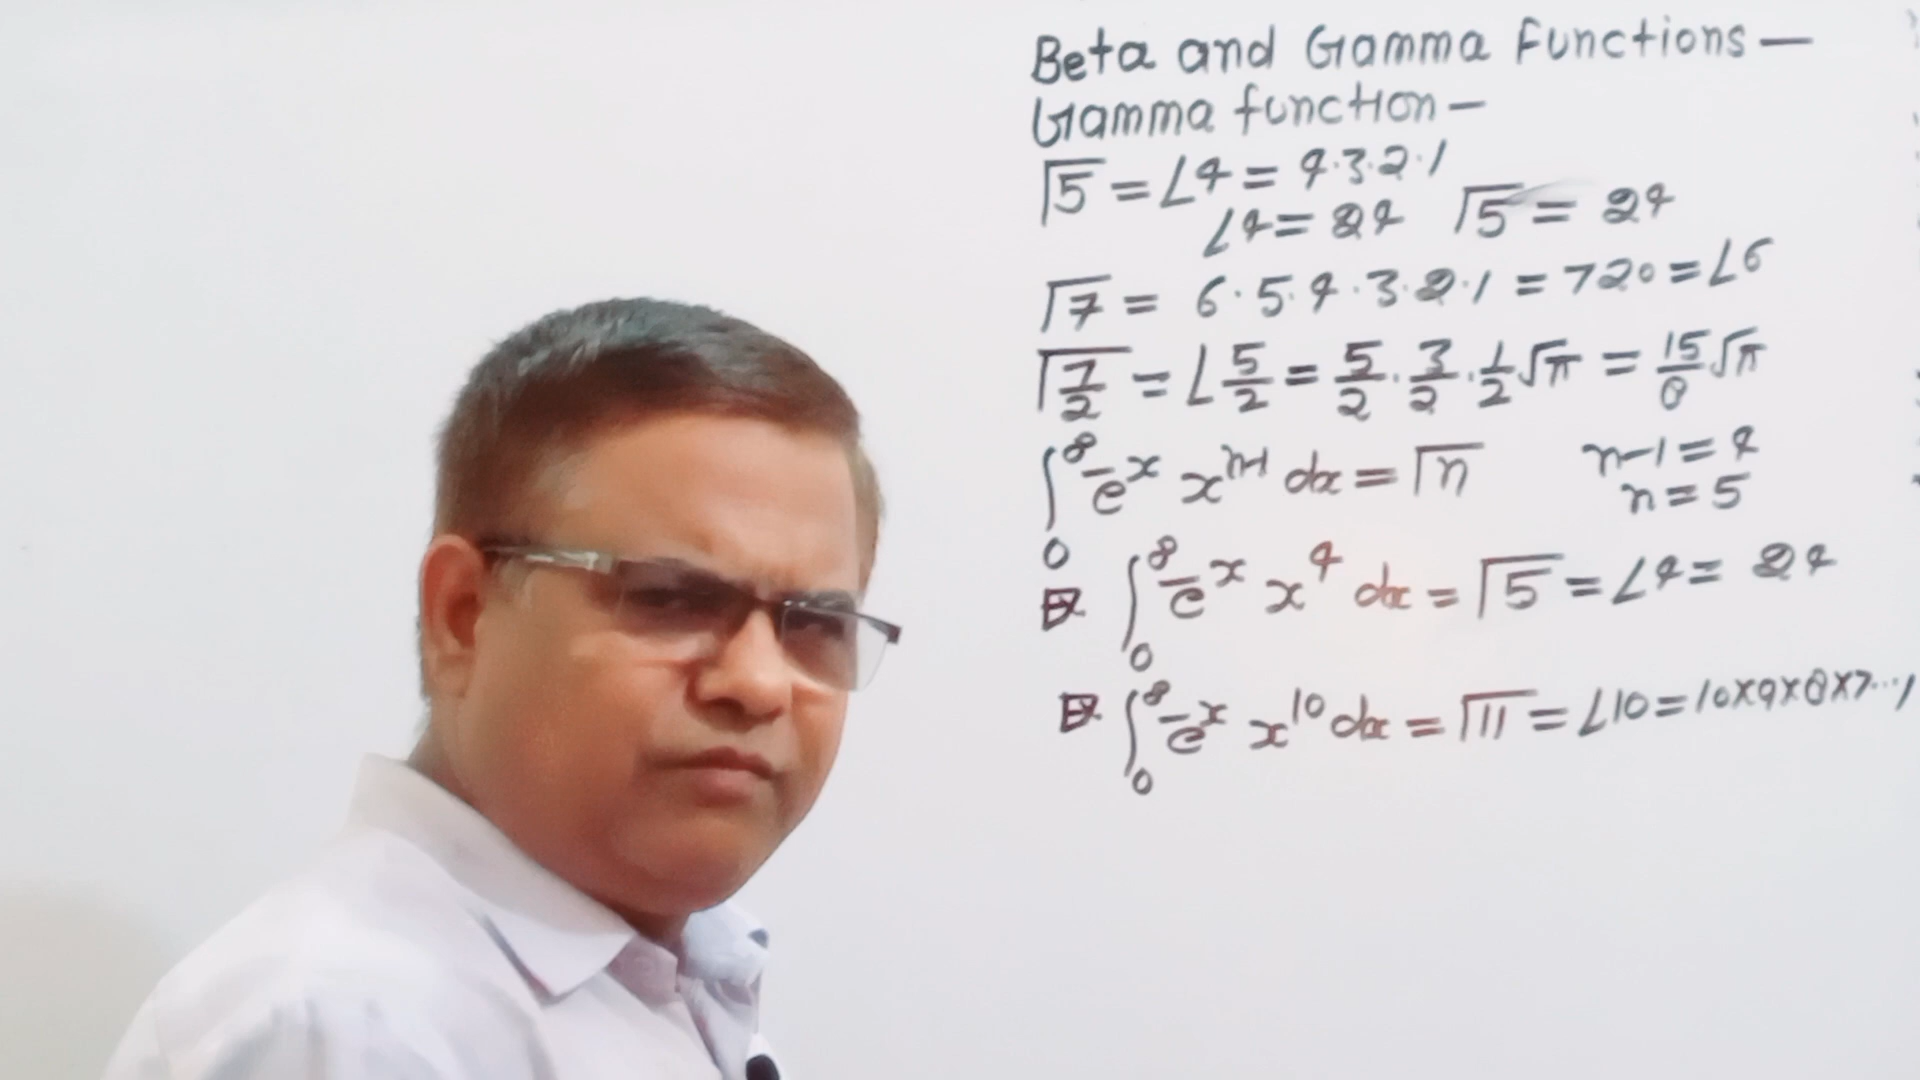 Beta and Gamma Functions —
Gamma function —
Γ5 = ∠4 = 4·3·2·1
∠4 = 24 Γ5 = 24
Γ7 = 6·5·4·3·2·1 = 720 = ∠6
Γ7/2 = ∠5/2 = 5/2·3/2·1/2√π = 15/8√π
∫₀^∞ e^-x x^n-1 dx = Γn n-1 = 4
n = 5
Ex ∫₀^∞ e^-x x^4 dx = Γ5 = ∠4 = 24
Ex ∫₀^∞ e^-x x^10 dx = Γ11 = ∠10 = 10×9×8×7...1